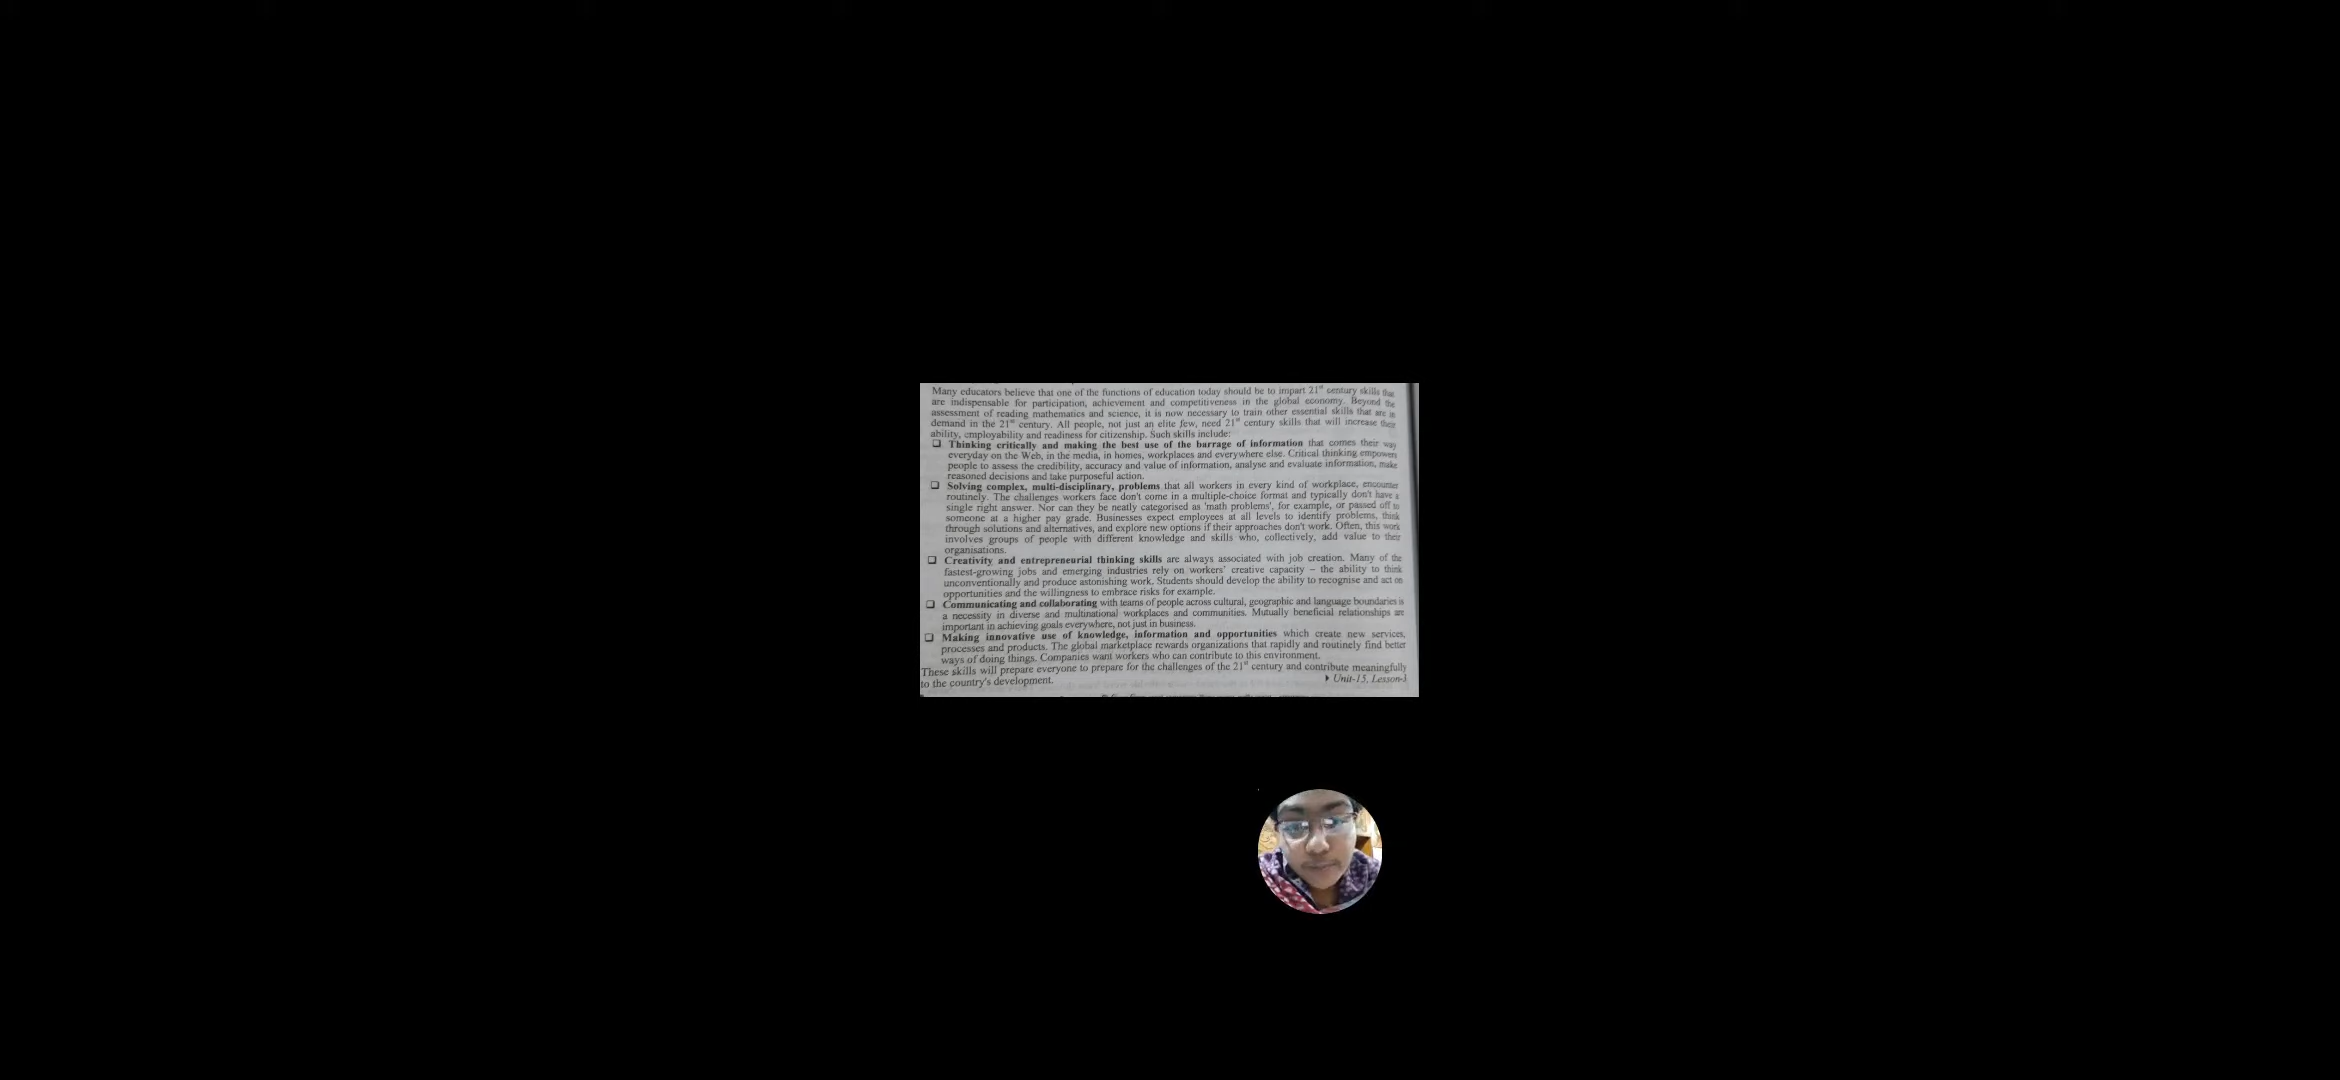 Many educators believe that one of the functions of education today should be to impart 21st century skills that
are indispensable for participation, achievement and competitiveness in the global economy. Beyond the
assessment of reading mathematics and science, it is now necessary to train other essential skills that are in
demand in the 21st century. All people, not just an elite few, need 21st century skills that will increase their
ability, employability and readiness for citizenship. Such skills include:
❑ Thinking critically and making the best use of the barrage of information that comes their way
everyday on the Web, in the media, in homes, workplaces and everywhere else. Critical thinking empowers
people to assess the credibility, accuracy and value of information, analyse and evaluate information, make
reasoned decisions and take purposeful action.
❑ Solving complex, multi-disciplinary, problems that all workers in every kind of workplace, encounter
routinely. The challenges workers face don't come in a multiple-choice format and typically don't have a
single right answer. Nor can they be neatly categorised as 'math problems', for example, or passed off to
someone at a higher pay grade. Businesses expect employees at all levels to identify problems, think
through solutions and alternatives, and explore new options if their approaches don't work. Often, this work
involves groups of people with different knowledge and skills who, collectively, add value to their
organisations.
❑ Creativity and entrepreneurial thinking skills are always associated with job creation. Many of the
fastest-growing jobs and emerging industries rely on workers' creative capacity – the ability to think
unconventionally and produce astonishing work. Students should develop the ability to recognise and act on
opportunities and the willingness to embrace risks for example.
❑ Communicating and collaborating with teams of people across cultural, geographic and language boundaries is
a necessity in diverse and multinational workplaces and communities. Mutually beneficial relationships are
important in achieving goals everywhere, not just in business.
❑ Making innovative use of knowledge, information and opportunities which create new services,
processes and products. The global marketplace rewards organizations that rapidly and routinely find better
ways of doing things. Companies want workers who can contribute to this environment.
These skills will prepare everyone to prepare for the challenges of the 21st century and contribute meaningfully
to the country's development. ▶ Unit-15, Lesson-3